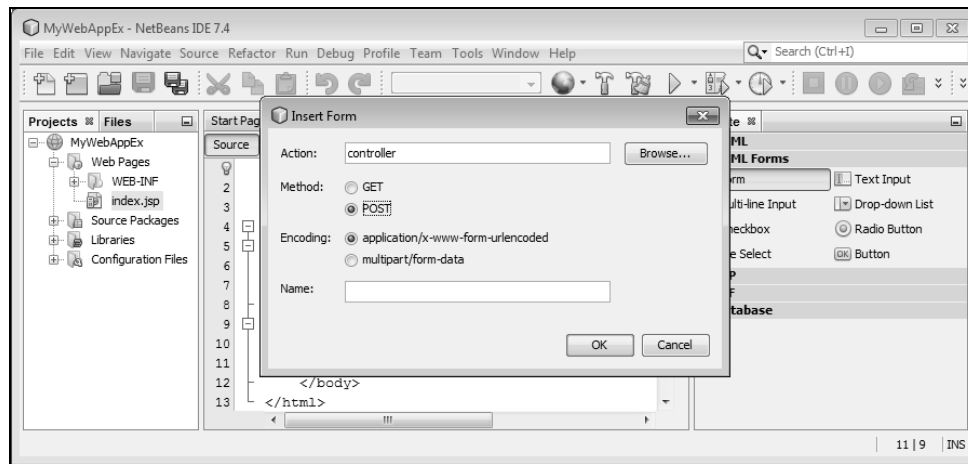 MyWebAppEx - NetBeans IDE 7.4
File Edit View Navigate Source Refactor Run Debug Profile Team Tools Window Help
Search (Ctrl+I)
Projects Files
MyWebAppEx
Web Pages
WEB-INF
index.jsp
Source Packages
Libraries
Configuration Files
Start Pag
Source
2
3
4
5
6
7
8
9
10
11
12 </body>
13 </html>
Insert Form
Action: controller Browse...
Method: GET
POST
Encoding: application/x-www-form-urlencoded
multipart/form-data
Name:
OK Cancel
te
ML
ML Forms
rm Text Input
ulti-line Input Drop-down List
heckbox Radio Button
e Select OK Button
P
F
tabase
11 | 9 INS